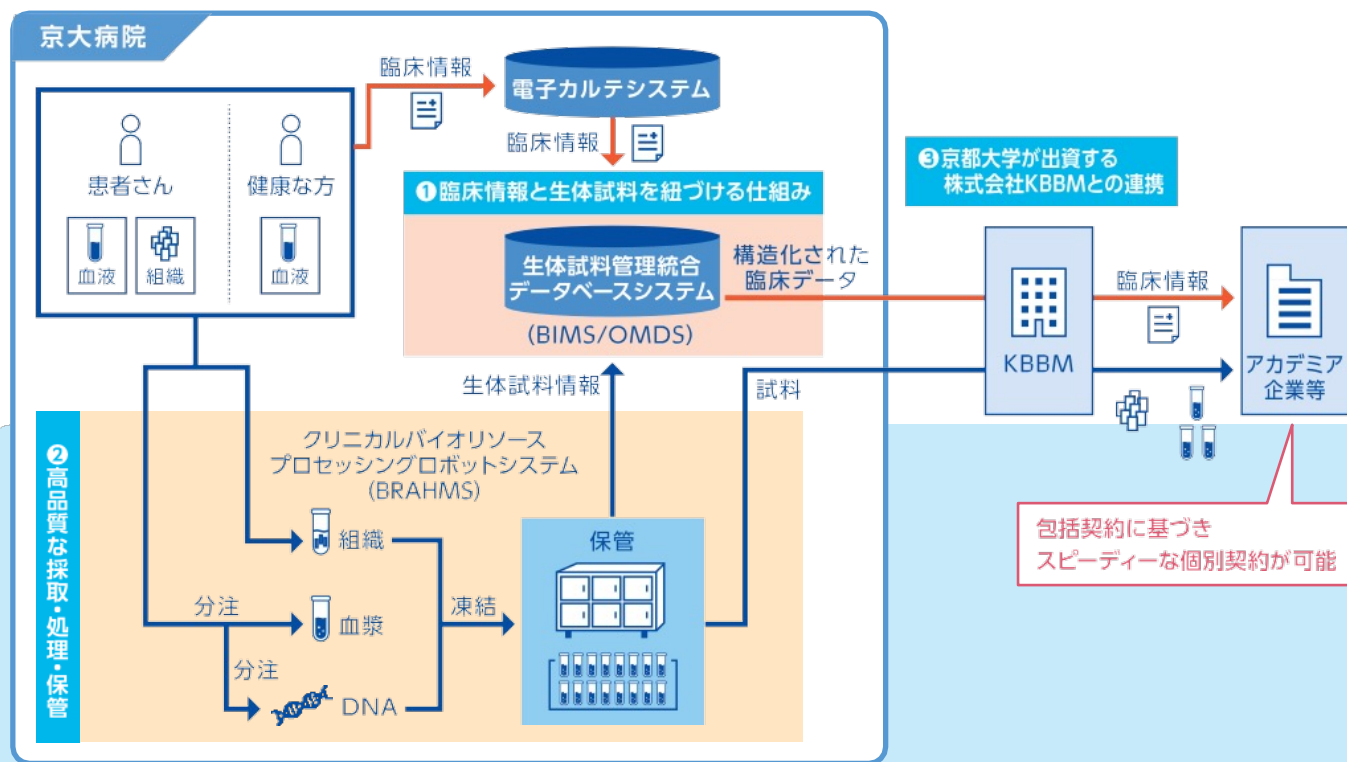 京大病院
臨床情報
電子カルテシステム
臨床情報
患者さん
健康な方
血液
組織
血液
❶臨床情報と生体試料を紐づける仕組み
生体試料管理統合
データベースシステム
(BIMS/OMDS)
構造化された
臨床データ
❸京都大学が出資する
株式会社KBBMとの連携
KBBM
臨床情報
アカデミア
企業等
生体試料情報
試料
❷高品質な採取・処理・保管
クリニカルバイオリソース
プロセッシングロボットシステム
(BRAHMS)
組織
分注
血漿
分注
DNA
凍結
保管
包括契約に基づき
スピーディーな個別契約が可能